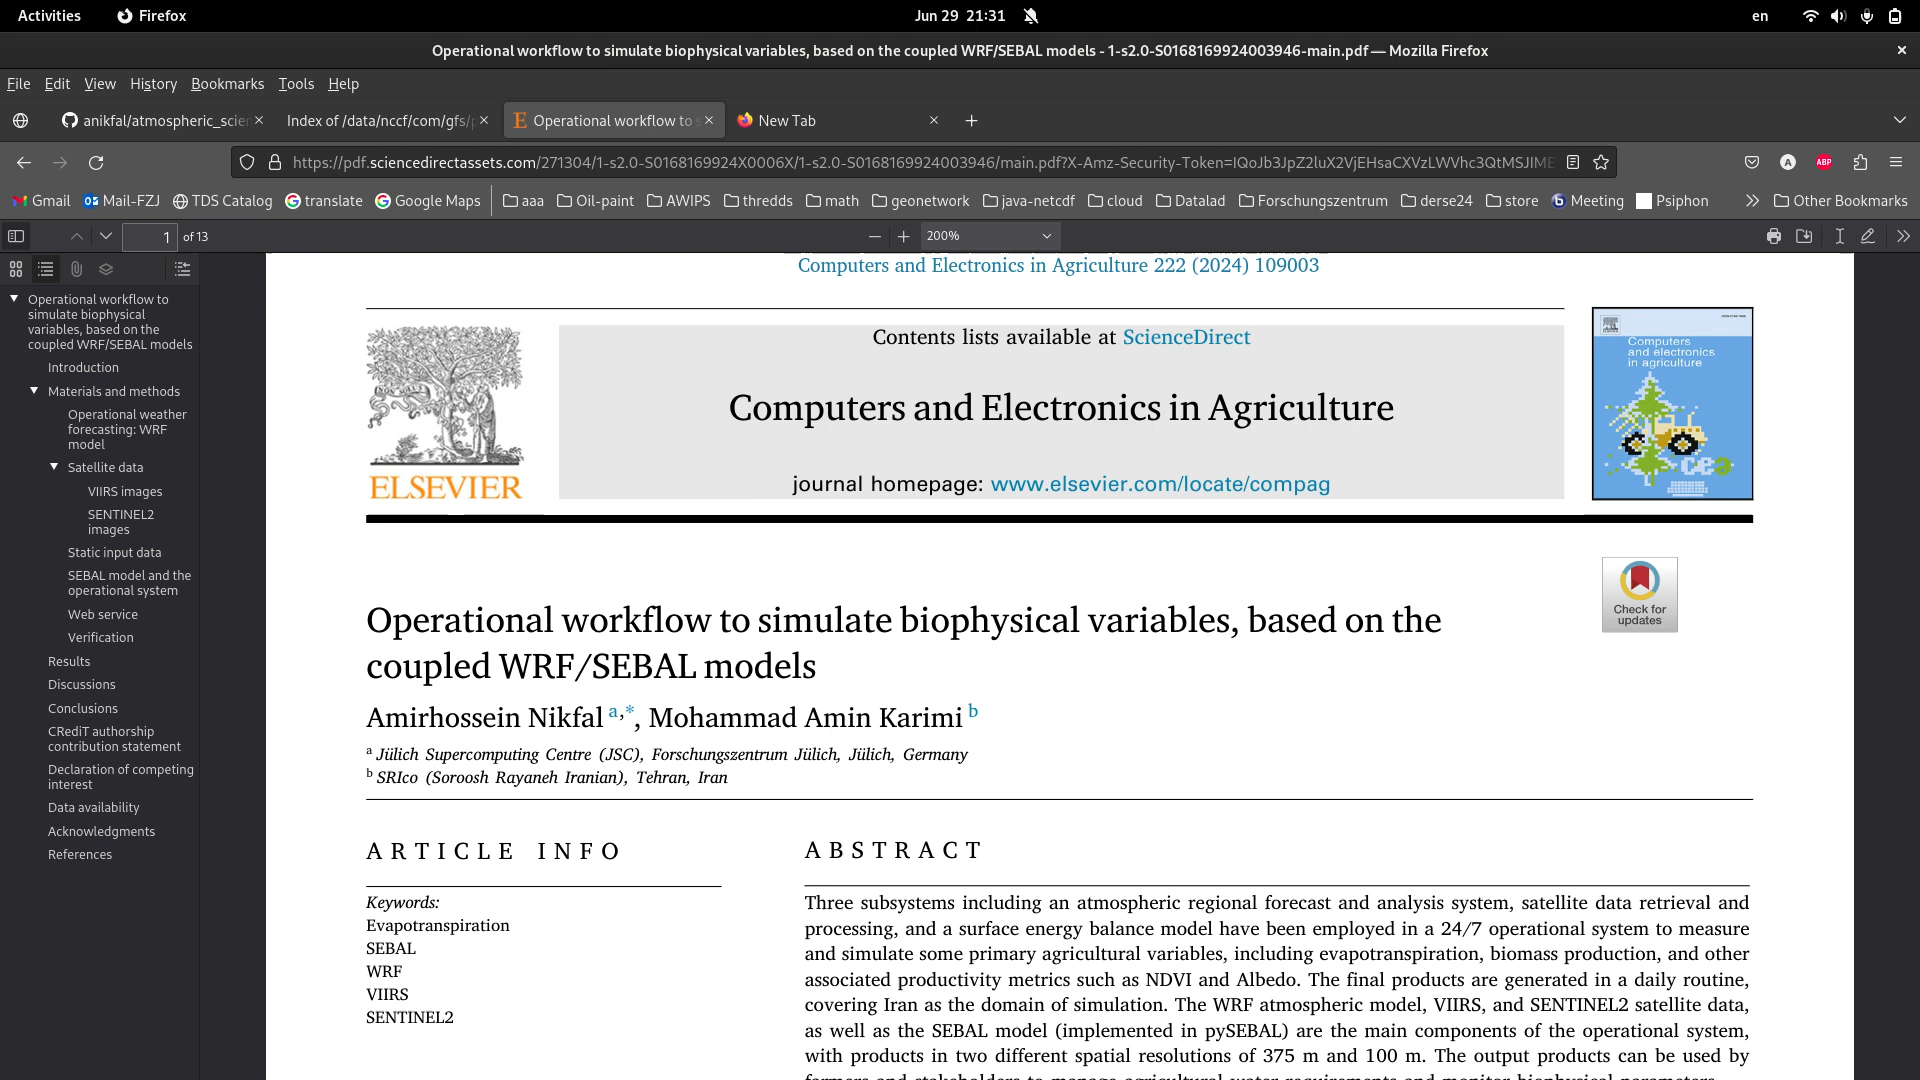 Activities Firefox Jun 29 21:31 en
Operational workflow to simulate biophysical variables, based on the coupled WRF/SEBAL models - 1-s2.0-S0168169924003946-main.pdf — Mozilla Firefox
File Edit View History Bookmarks Tools Help
anikfal/atmospheric_scien Index of /data/nccf/com/gfs/p Operational workflow to s New Tab
https://pdf.sciencedirectassets.com/271304/1-s2.0-S0168169924X0006X/1-s2.0-S0168169924003946/main.pdf?X-Amz-Security-Token=IQoJb3JpZ2luX2VjEHsaCXVzLWVhc3QtMSJIME
Gmail Mail-FZJ TDS Catalog translate Google Maps aaa Oil-paint AWIPS thredds math geonetwork java-netcdf cloud Datalad Forschungszentrum derse24 store Meeting Psiphon Other Bookmarks
1 of 13 200%
Operational workflow to
simulate biophysical
variables, based on the
coupled WRF/SEBAL models
Introduction
Materials and methods
Operational weather
forecasting: WRF
model
Satellite data
VIIRS images
SENTINEL2
images
Static input data
SEBAL model and the
operational system
Web service
Verification
Results
Discussions
Conclusions
CRediT authorship
contribution statement
Declaration of competing
interest
Data availability
Acknowledgments
References
Computers and Electronics in Agriculture 222 (2024) 109003
Contents lists available at ScienceDirect
Computers and Electronics in Agriculture
journal homepage: www.elsevier.com/locate/compag
ELSEVIER
Computers
and electronics
in agriculture
cea
Check for
updates
Operational workflow to simulate biophysical variables, based on the
coupled WRF/SEBAL models
Amirhossein Nikfal a,*, Mohammad Amin Karimi b
a Jülich Supercomputing Centre (JSC), Forschungszentrum Jülich, Jülich, Germany
b SRIco (Soroosh Rayaneh Iranian), Tehran, Iran
ARTICLE INFO
Keywords:
Evapotranspiration
SEBAL
WRF
VIIRS
SENTINEL2
ABSTRACT
Three subsystems including an atmospheric regional forecast and analysis system, satellite data retrieval and
processing, and a surface energy balance model have been employed in a 24/7 operational system to measure
and simulate some primary agricultural variables, including evapotranspiration, biomass production, and other
associated productivity metrics such as NDVI and Albedo. The final products are generated in a daily routine,
covering Iran as the domain of simulation. The WRF atmospheric model, VIIRS, and SENTINEL2 satellite data,
as well as the SEBAL model (implemented in pySEBAL) are the main components of the operational system,
with products in two different spatial resolutions of 375 m and 100 m. The output products can be used by
farmers and stakeholders to manage agricultural water requirements and monitor biophysical parameters